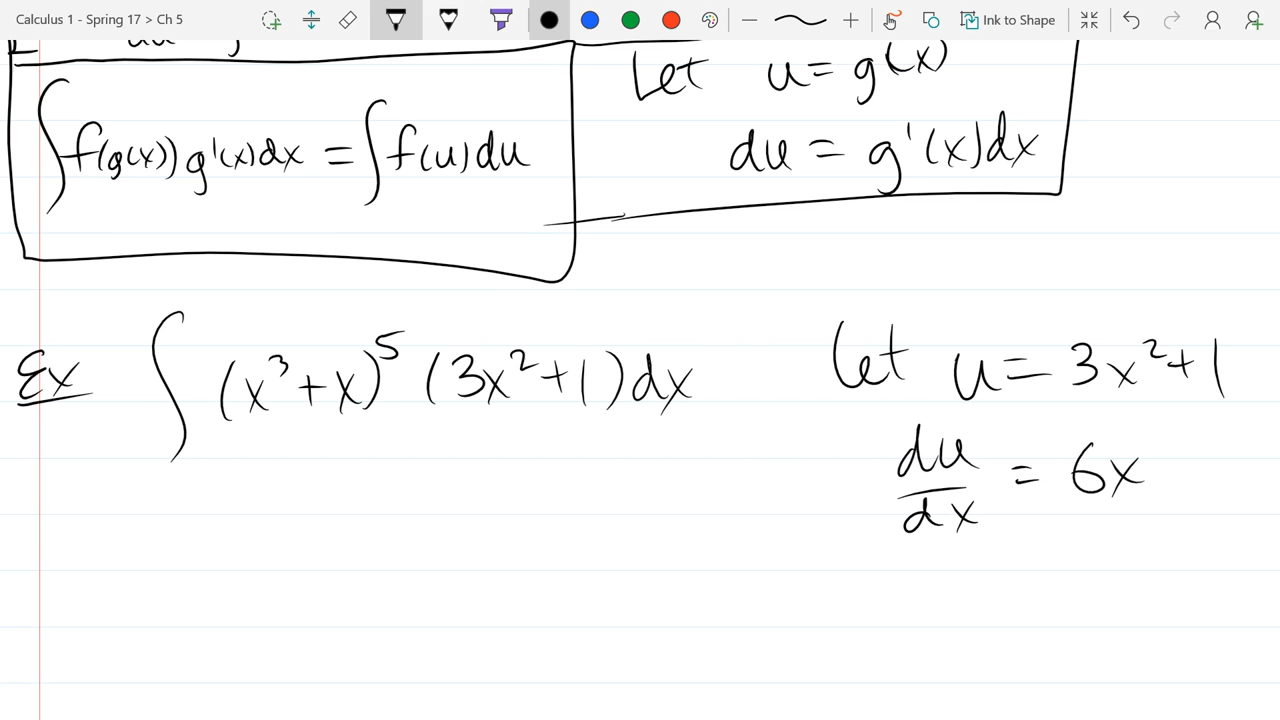 Calculus 1 - Spring 17 > Ch 5
Ink to Shape
∫f(g(x))g'(x)dx = ∫f(u)du
Let u = g(x)
du = g'(x)dx
Ex ∫(x³+x)⁵(3x²+1)dx
Let u = 3x²+1
du/dx = 6x